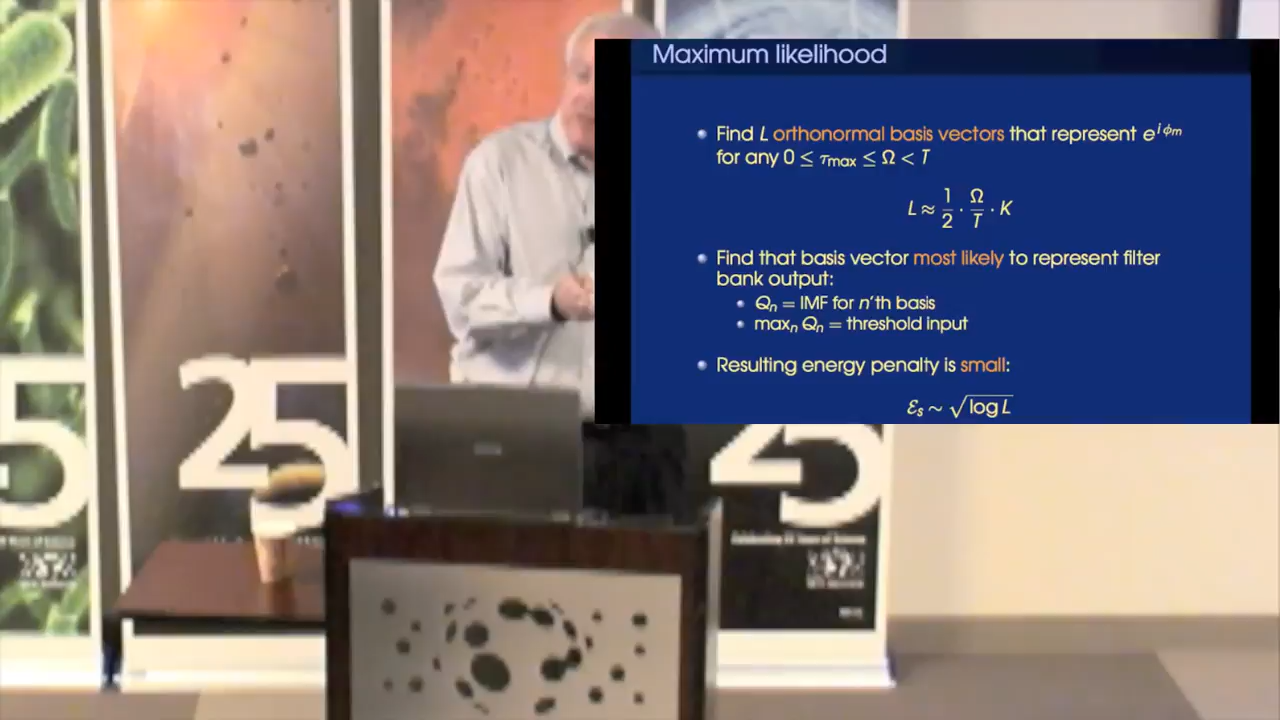 Maximum likelihood
Find L orthonormal basis vectors that represent e^{iϕ_m}
for any 0 ≤ τ_max ≤ Ω < T
L ≈ 1/2 · Ω/T · K
Find that basis vector most likely to represent filter
bank output:
Q_n = IMF for n'th basis
max_n Q_n = threshold input
Resulting energy penalty is small:
ℰ_s ~ √log L
5
25
25